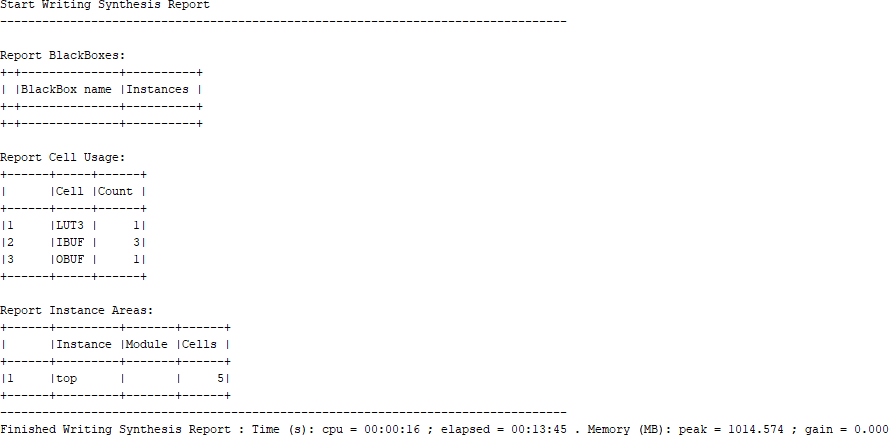 Start Writing Synthesis Report
---------------------------------------------------------------------------------

Report BlackBoxes:
+-+--------------+----------+
| |BlackBox name |Instances |
+-+--------------+----------+
+-+--------------+----------+

Report Cell Usage:
+------+-----+------+
|      |Cell |Count |
+------+-----+------+
|1     |LUT3 |     1|
|2     |IBUF |     3|
|3     |OBUF |     1|
+------+-----+------+

Report Instance Areas:
+------+---------+-------+------+
|      |Instance |Module |Cells |
+------+---------+-------+------+
|1     |top      |       |     5|
+------+---------+-------+------+
---------------------------------------------------------------------------------
Finished Writing Synthesis Report : Time (s): cpu = 00:00:16 ; elapsed = 00:13:45 . Memory (MB): peak = 1014.574 ; gain = 0.000